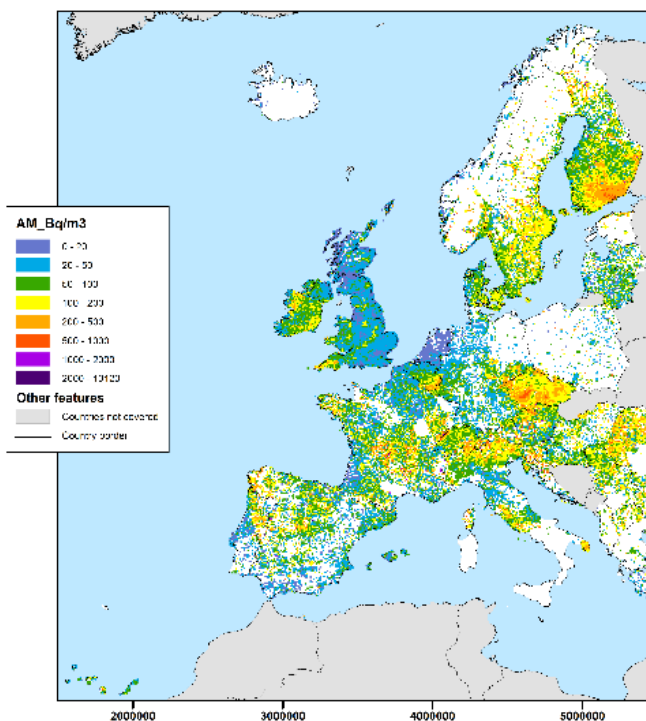 AM_Bq/m3
0 - 20
20 - 50
50 - 100
100 - 200
200 - 500
500 - 1000
1000 - 2000
2000 -
Other features
Countries not covered
Country border
2000000 3000000 4000000 5000000